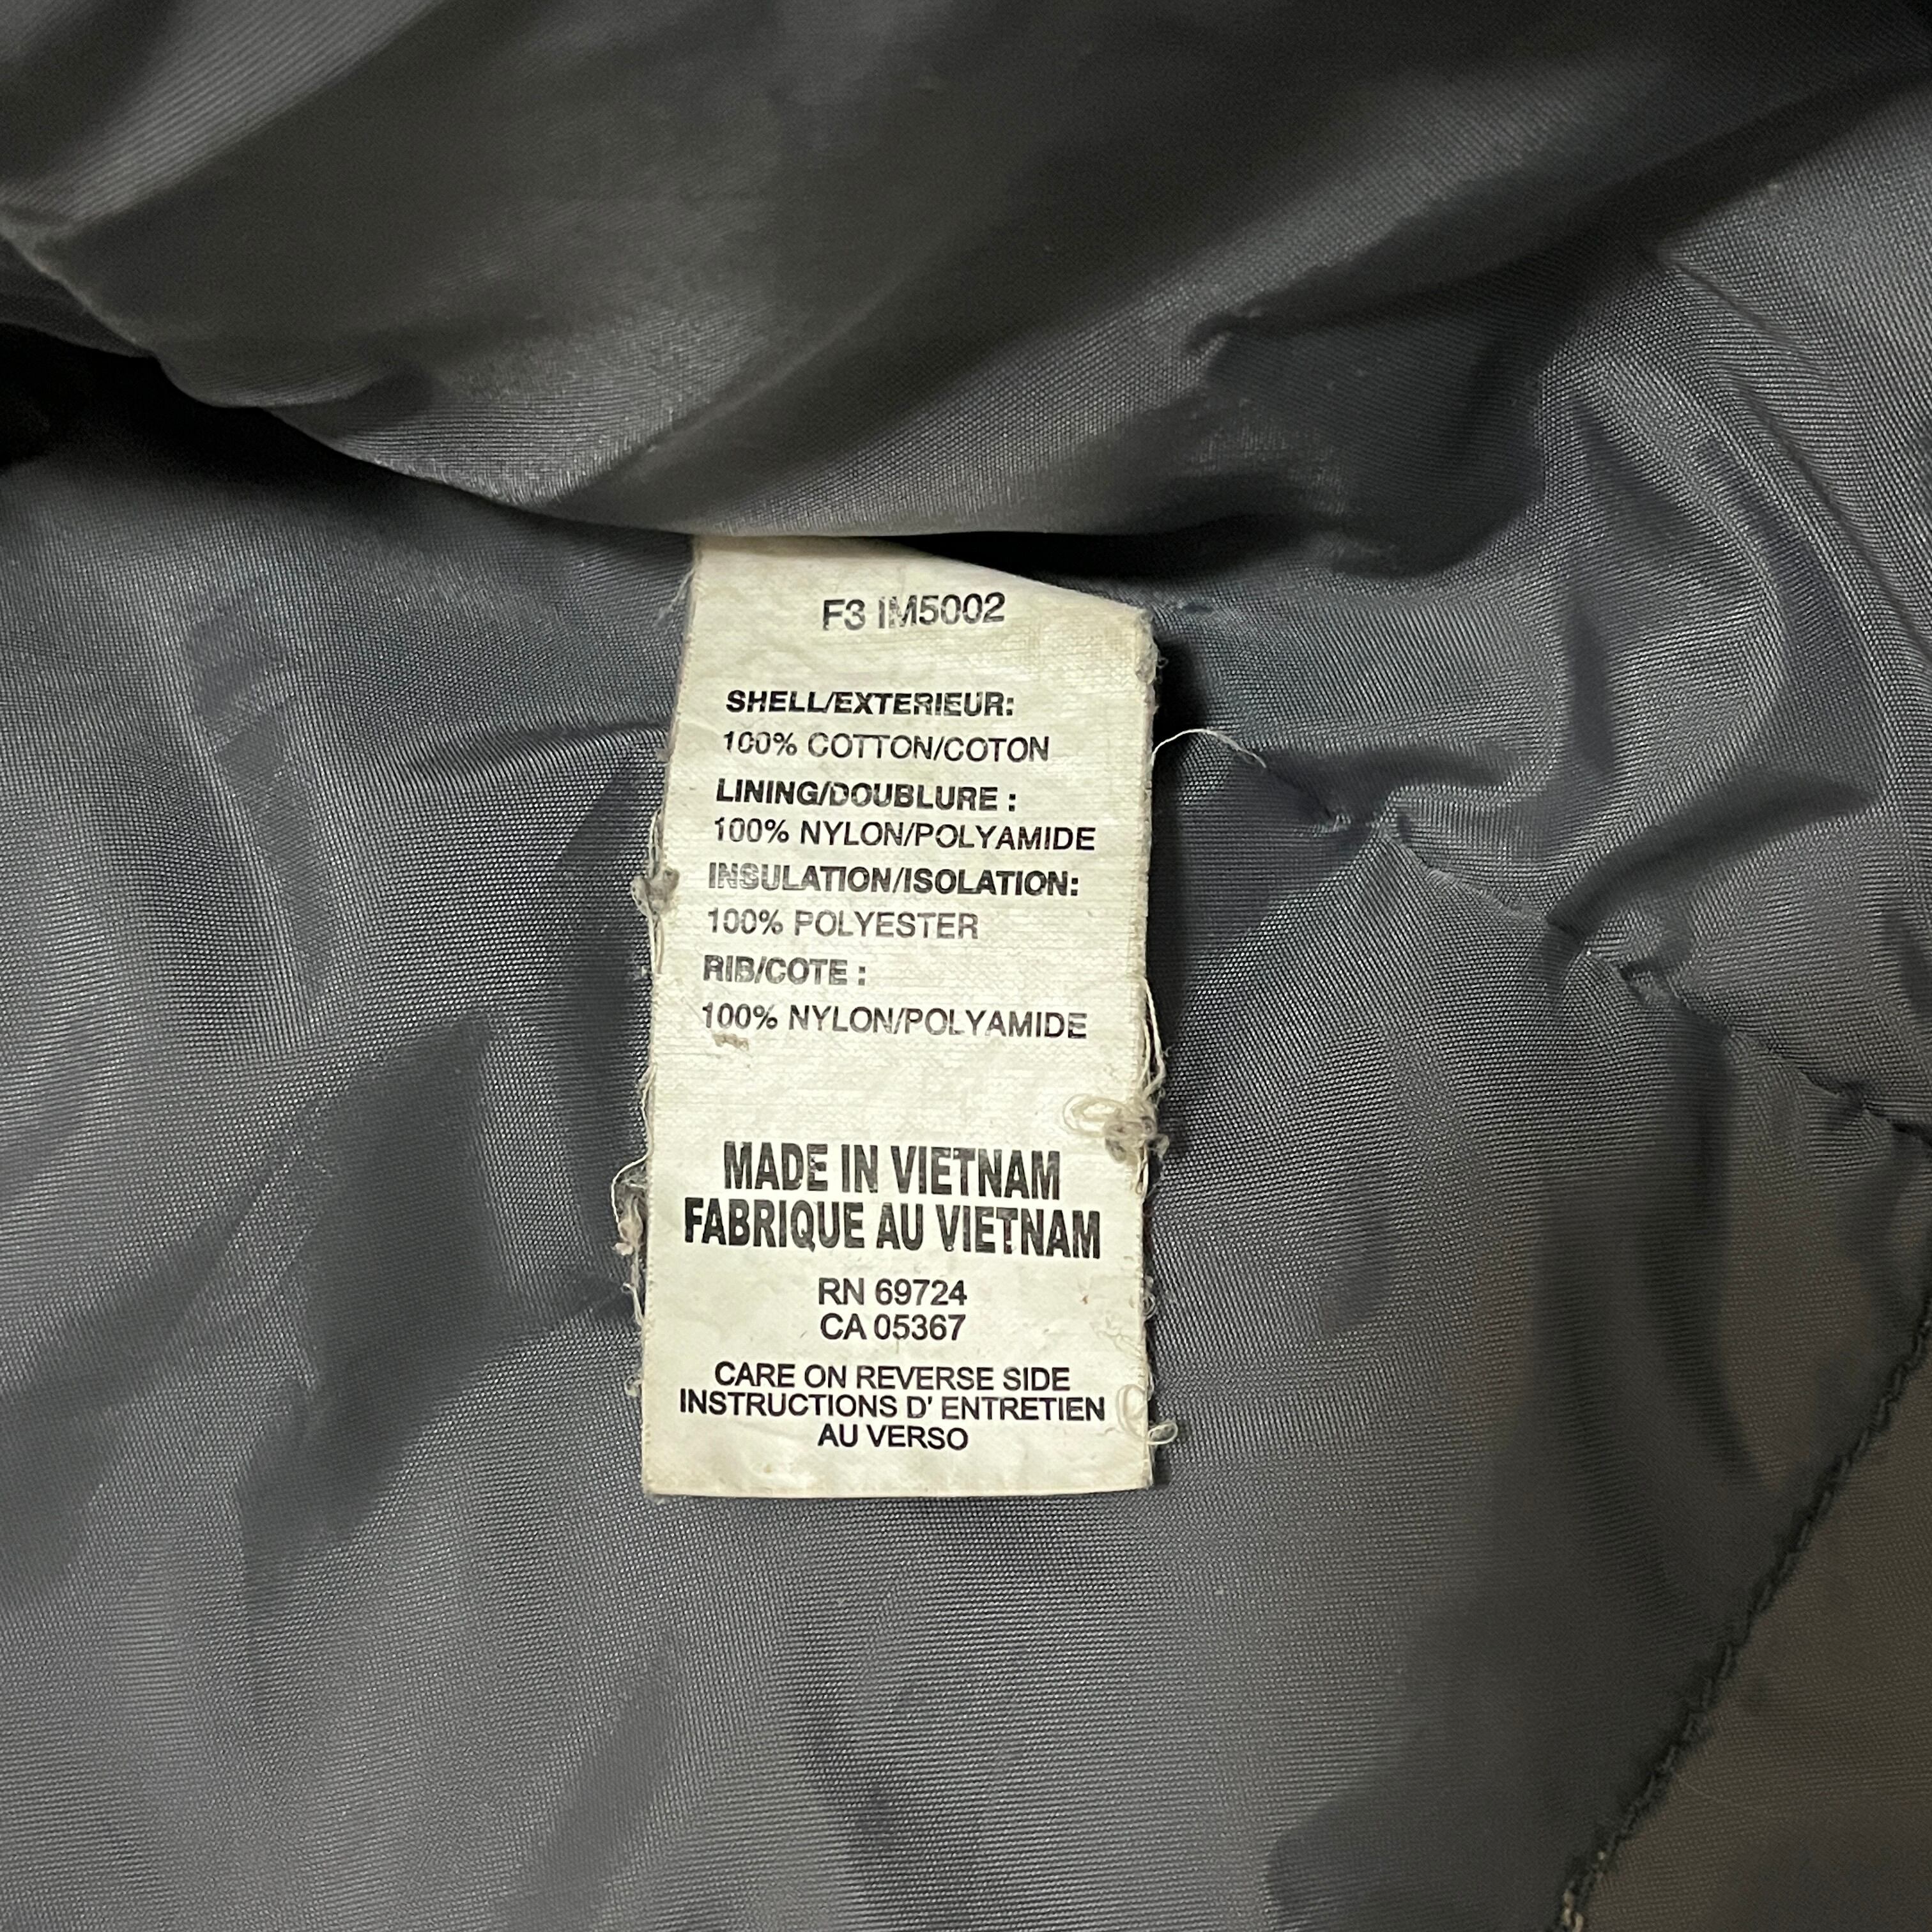 F3 IM5002
SHELL/EXTERIEUR:
100% COTTON/COTON
LINING/DOUBLURE :
100% NYLON/POLYAMIDE
INSULATION/ISOLATION:
100% POLYESTER
RIB/COTE :
100% NYLON/POLYAMIDE
MADE IN VIETNAM
FABRIQUE AU VIETNAM
RN 69724
CA 05367
CARE ON REVERSE SIDE
INSTRUCTIONS D' ENTRETIEN
AU VERSO